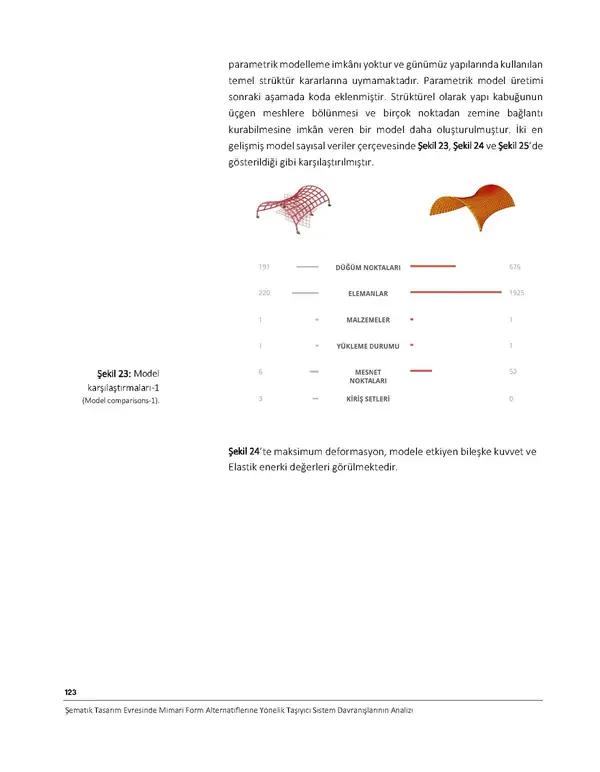 parametrik modelleme imkânı yoktur ve günümüz yapılarında kullanılan
temel strüktür kararlarına uymamaktadır. Parametrik model üretimi
sonraki aşamada koda eklenmiştir. Strüktürel olarak yapı kabuğunun
üçgen meshlere bölünmesi ve birçok noktadan zemine bağlantı
kurabilmesine imkân veren bir model daha oluşturulmuştur. İki en
gelişmiş model sayısal veriler çerçevesinde Şekil 23, Şekil 24 ve Şekil 25'de
gösterildiği gibi karşılaştırılmıştır.
191 DÜĞÜM NOKTALARI 676
220 ELEMANLAR 1925
1 MALZEMELER 1
1 YÜKLEME DURUMU 1
6 MESNET
NOKTALARI 53
3 KİRİŞ SETLERİ 0
Şekil 23: Model
karşılaştırmaları-1
(Model comparisons-1).
Şekil 24'te maksimum deformasyon, modele etkiyen bileşke kuvvet ve
Elastik enerki değerleri görülmektedir.
123
Şematik Tasarım Evresinde Mimari Form Alternatiflerine Yönelik Taşıyıcı Sistem Davranışlarının Analizi